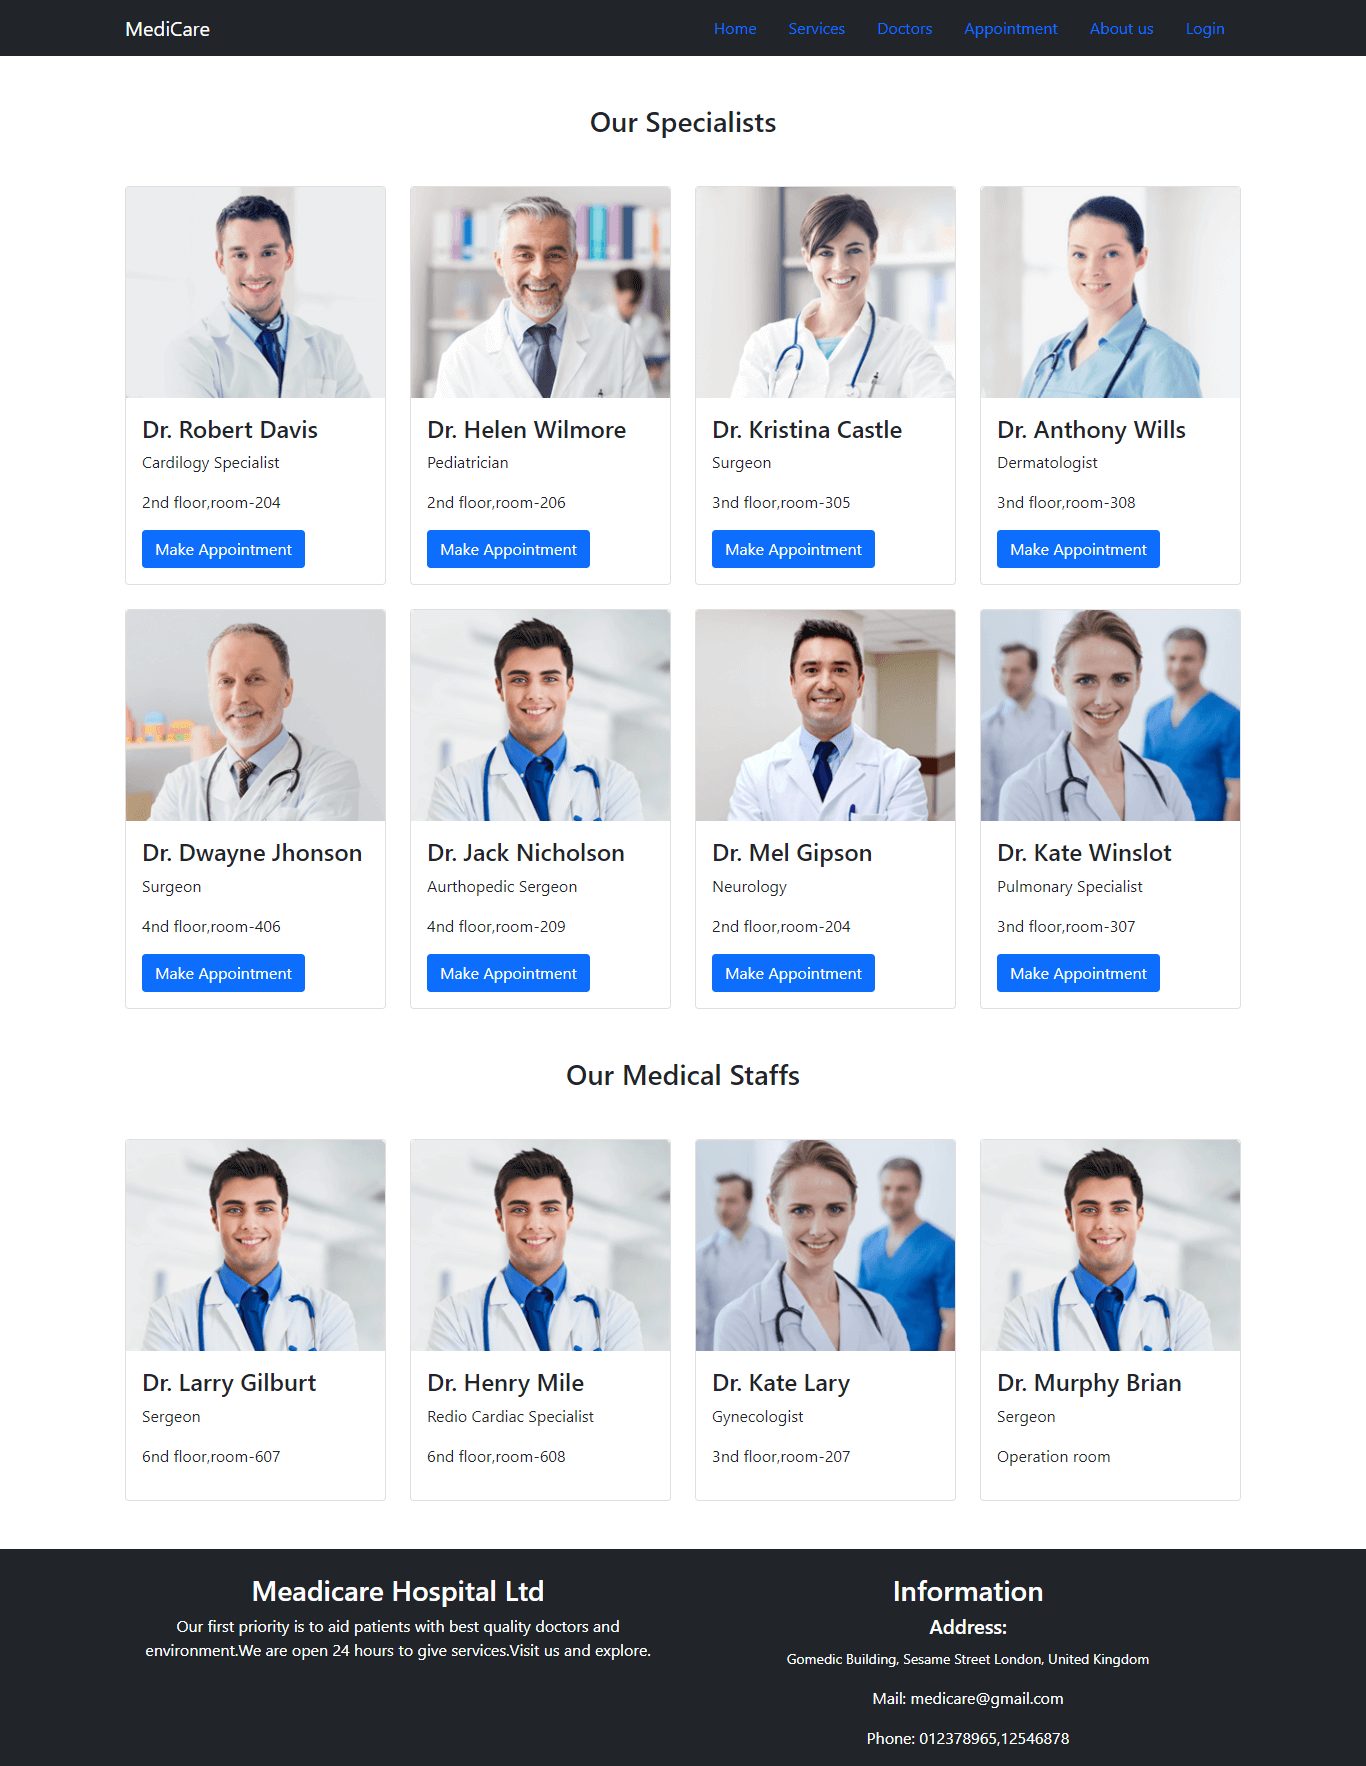 MediCare
Home Services Doctors Appointment About us Login
Our Specialists
Dr. Robert Davis
Cardilogy Specialist
2nd floor,room-204
Make Appointment
Dr. Helen Wilmore
Pediatrician
2nd floor,room-206
Make Appointment
Dr. Kristina Castle
Surgeon
3nd floor,room-305
Make Appointment
Dr. Anthony Wills
Dermatologist
3nd floor,room-308
Make Appointment
Dr. Dwayne Jhonson
Surgeon
4nd floor,room-406
Make Appointment
Dr. Jack Nicholson
Aurthopedic Sergeon
4nd floor,room-209
Make Appointment
Dr. Mel Gipson
Neurology
2nd floor,room-204
Make Appointment
Dr. Kate Winslot
Pulmonary Specialist
3nd floor,room-307
Make Appointment
Our Medical Staffs
Dr. Larry Gilburt
Sergeon
6nd floor,room-607
Dr. Henry Mile
Redio Cardiac Specialist
6nd floor,room-608
Dr. Kate Lary
Gynecologist
3nd floor,room-207
Dr. Murphy Brian
Sergeon
Operation room
Meadicare Hospital Ltd
Our first priority is to aid patients with best quality doctors and
environment.We are open 24 hours to give services.Visit us and explore.
Information
Address:
Gomedic Building, Sesame Street London, United Kingdom
Mail: medicare@gmail.com
Phone: 012378965,12546878